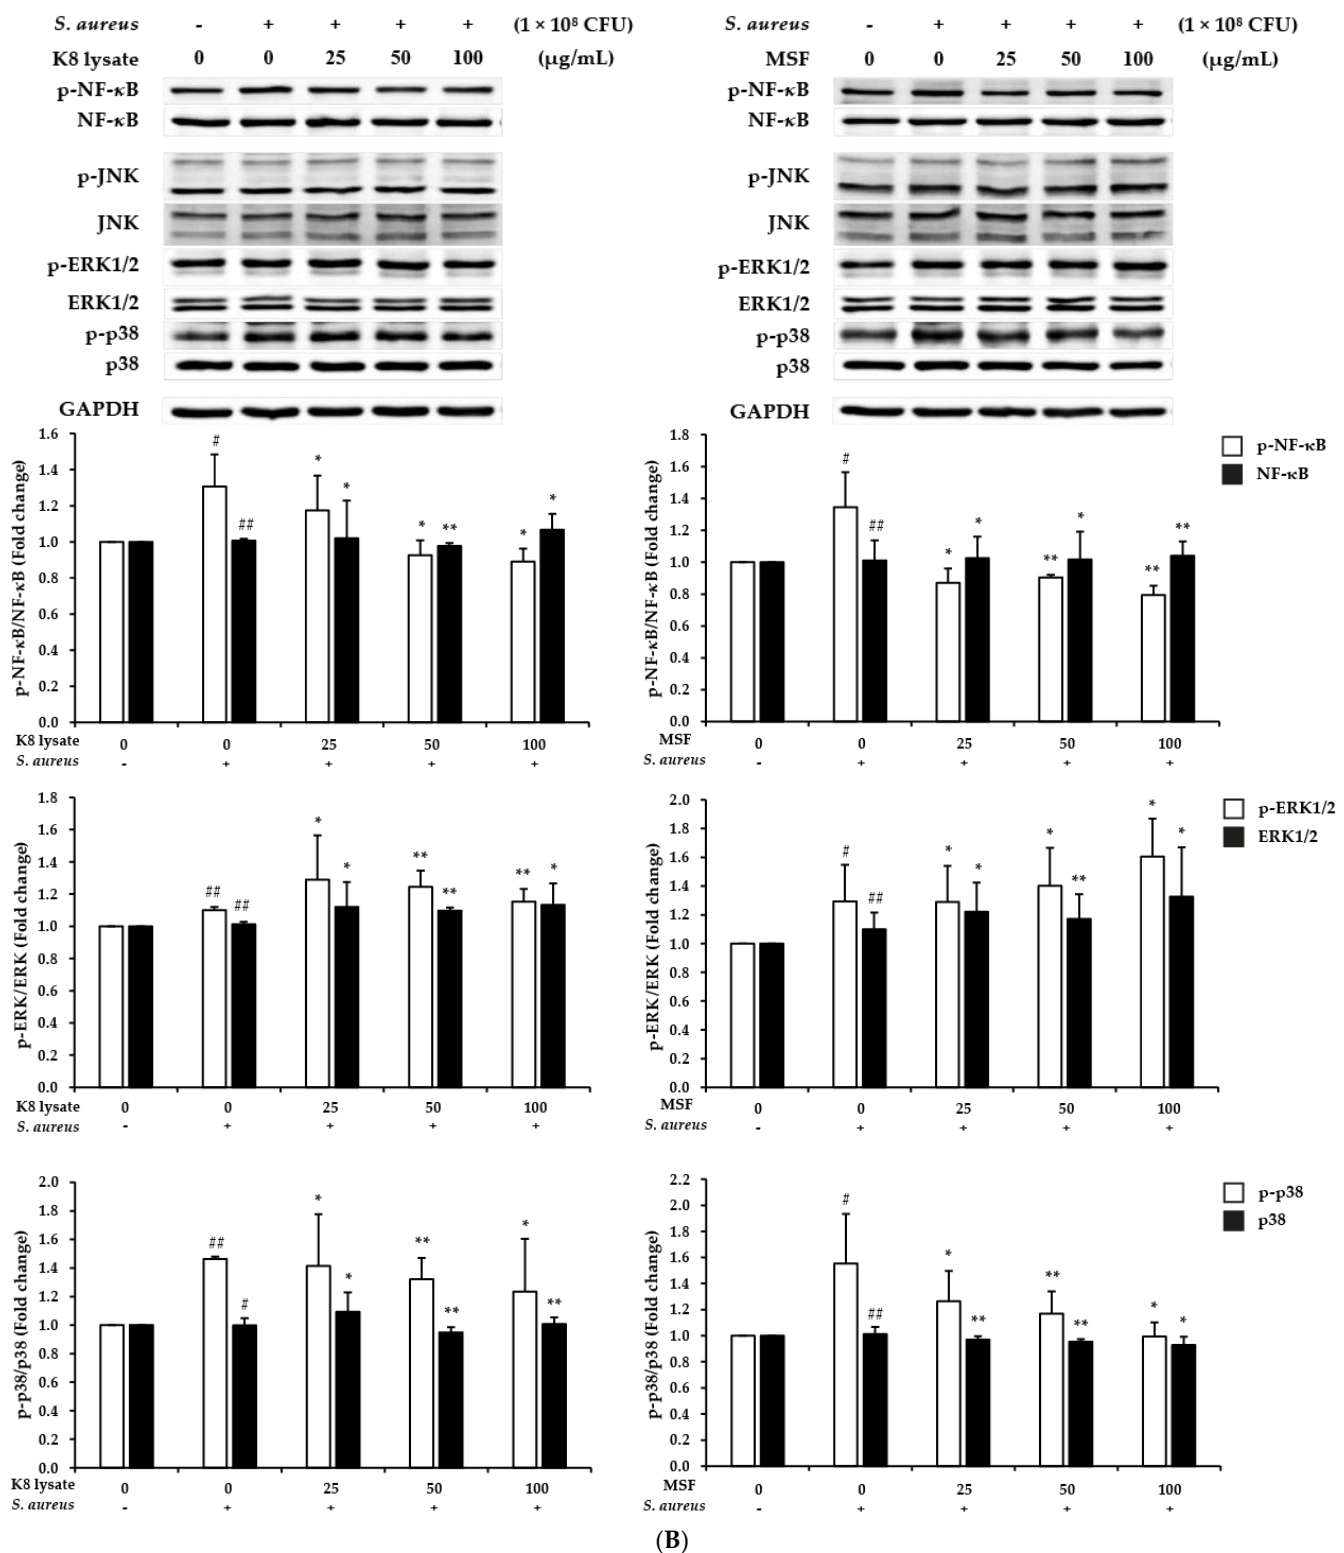 S. aureus - + + + + (1 × 10⁸ CFU)
K8 lysate 0 0 25 50 100 (µg/mL)
p-NF-κB
NF-κB
p-JNK
JNK
p-ERK1/2
ERK1/2
p-p38
p38
GAPDH
S. aureus - + + + + (1 × 10⁸ CFU)
MSF 0 0 25 50 100 (µg/mL)
p-NF-κB
NF-κB
p-JNK
JNK
p-ERK1/2
ERK1/2
p-p38
p38
GAPDH
p-NF-κB/NF-κB (Fold change)
1.6
1.4
1.2
1.0
0.8
0.6
0.4
0.2
0.0
# ## * * * ** * *
K8 lysate 0 0 25 50 100
S. aureus - + + + +
p-NF-κB/NF-κB (Fold change)
1.8
1.6
1.4
1.2
1.0
0.8
0.6
0.4
0.2
0.0
# ## * * ** * ** **
MSF 0 0 25 50 100
S. aureus - + + + +
p-NF-κB
NF-κB
p-ERK/ERK (Fold change)
1.8
1.6
1.4
1.2
1.0
0.8
0.6
0.4
0.2
0.0
## ## * * ** ** ** *
K8 lysate 0 0 25 50 100
S. aureus - + + + +
p-ERK/ERK (Fold change)
2.0
1.8
1.6
1.4
1.2
1.0
0.8
0.6
0.4
0.2
0.0
# ## * * * ** * *
MSF 0 0 25 50 100
S. aureus - + + + +
p-ERK1/2
ERK1/2
p-p38/p38 (Fold change)
2.0
1.8
1.6
1.4
1.2
1.0
0.8
0.6
0.4
0.2
0.0
## # * * ** ** * **
K8 lysate 0 0 25 50 100
S. aureus - + + + +
p-p38/p38 (Fold change)
2.2
2.0
1.8
1.6
1.4
1.2
1.0
0.8
0.6
0.4
0.2
0.0
# ## * ** ** ** * *
MSF 0 0 25 50 100
S. aureus - + + + +
p-p38
p38
(B)